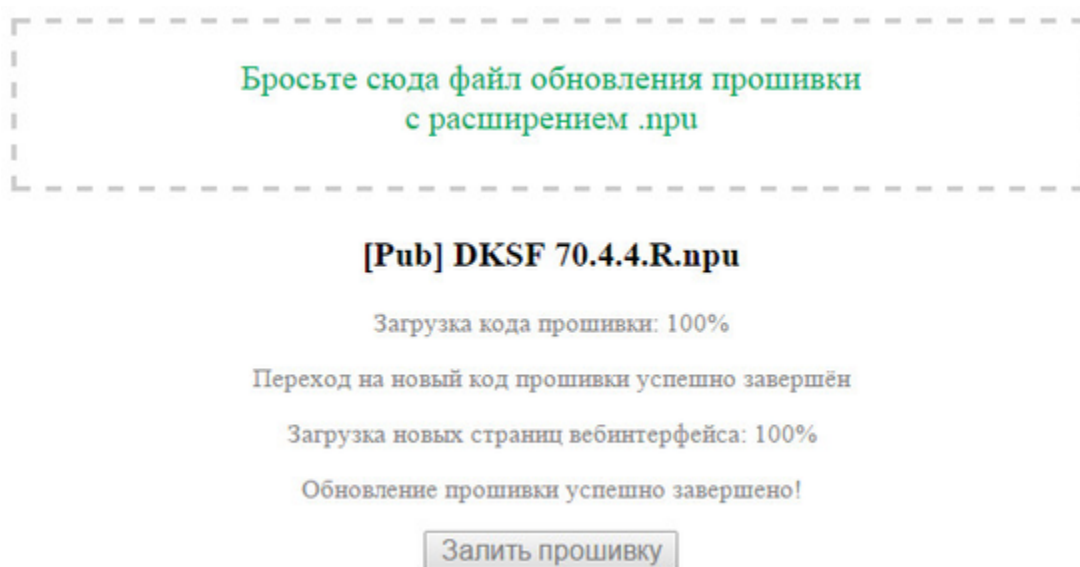 Бросьте сюда файл обновления прошивки
с расширением .npu
[Pub] DKSF 70.4.4.R.npu
Загрузка кода прошивки: 100%
Переход на новый код прошивки успешно завершён
Загрузка новых страниц вебинтерфейса: 100%
Обновление прошивки успешно завершено!
Залить прошивку